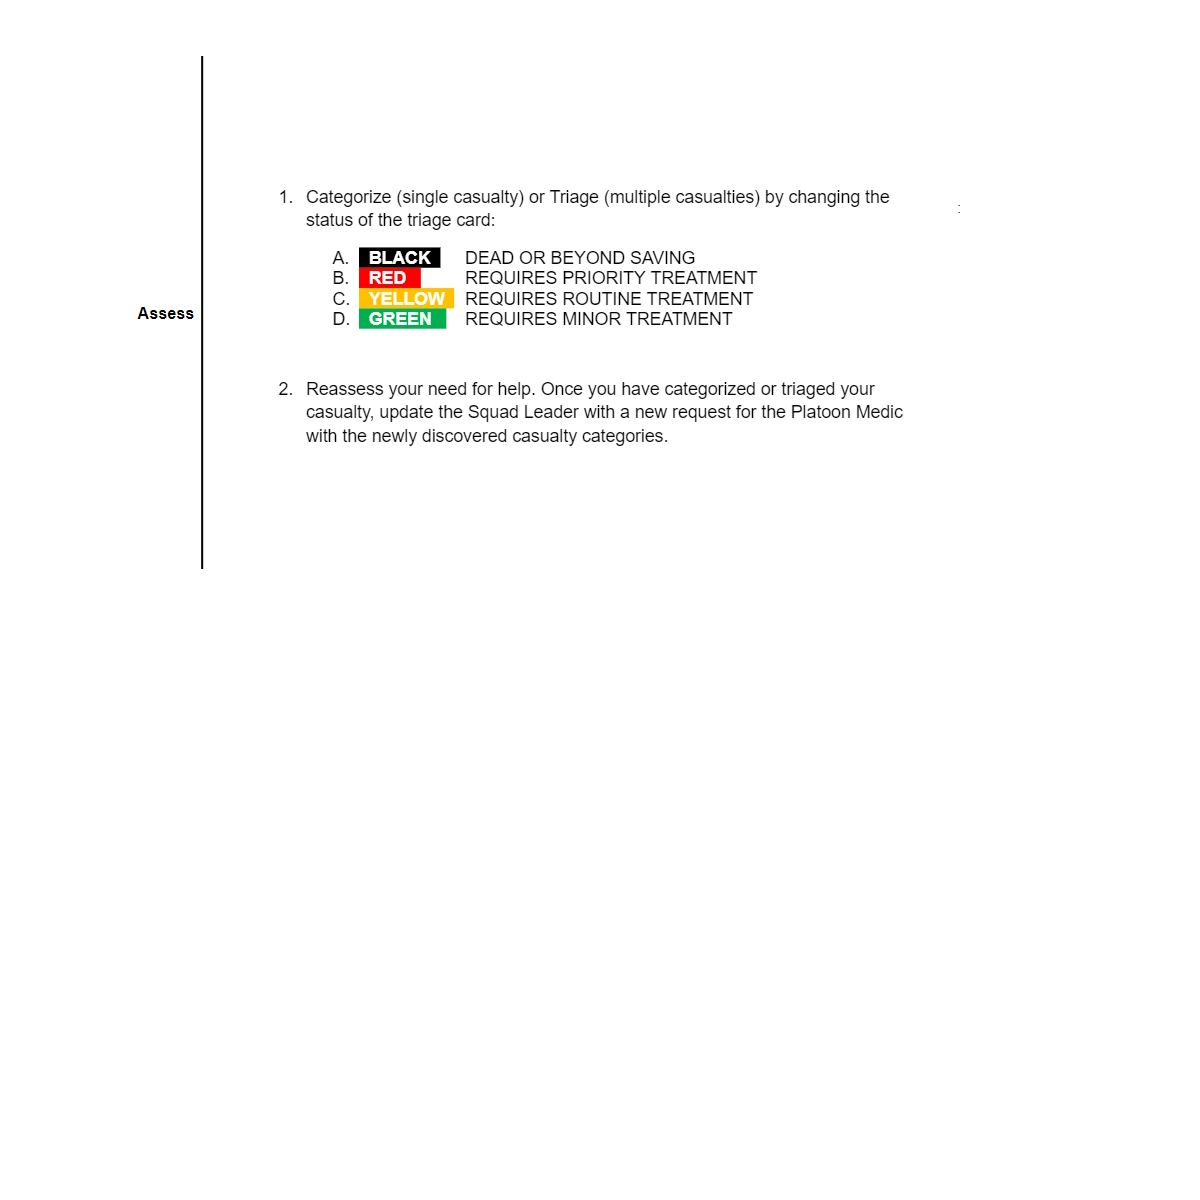 1. Categorize (single casualty) or Triage (multiple casualties) by changing the
status of the triage card:
A. BLACK DEAD OR BEYOND SAVING
B. RED REQUIRES PRIORITY TREATMENT
C. YELLOW REQUIRES ROUTINE TREATMENT
D. GREEN REQUIRES MINOR TREATMENT
Assess
2. Reassess your need for help. Once you have categorized or triaged your
casualty, update the Squad Leader with a new request for the Platoon Medic
with the newly discovered casualty categories.